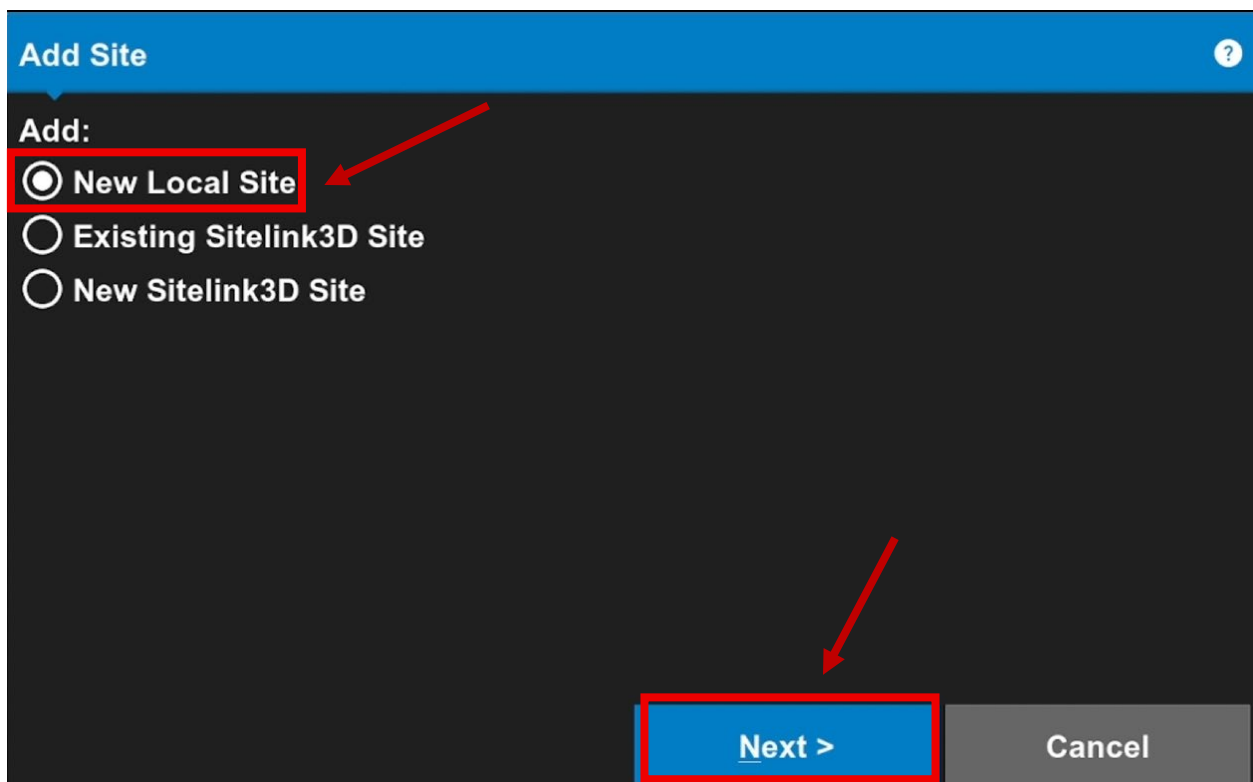 Add Site
?
Add:
New Local Site
Existing Sitelink3D Site
New Sitelink3D Site
Next >
Cancel